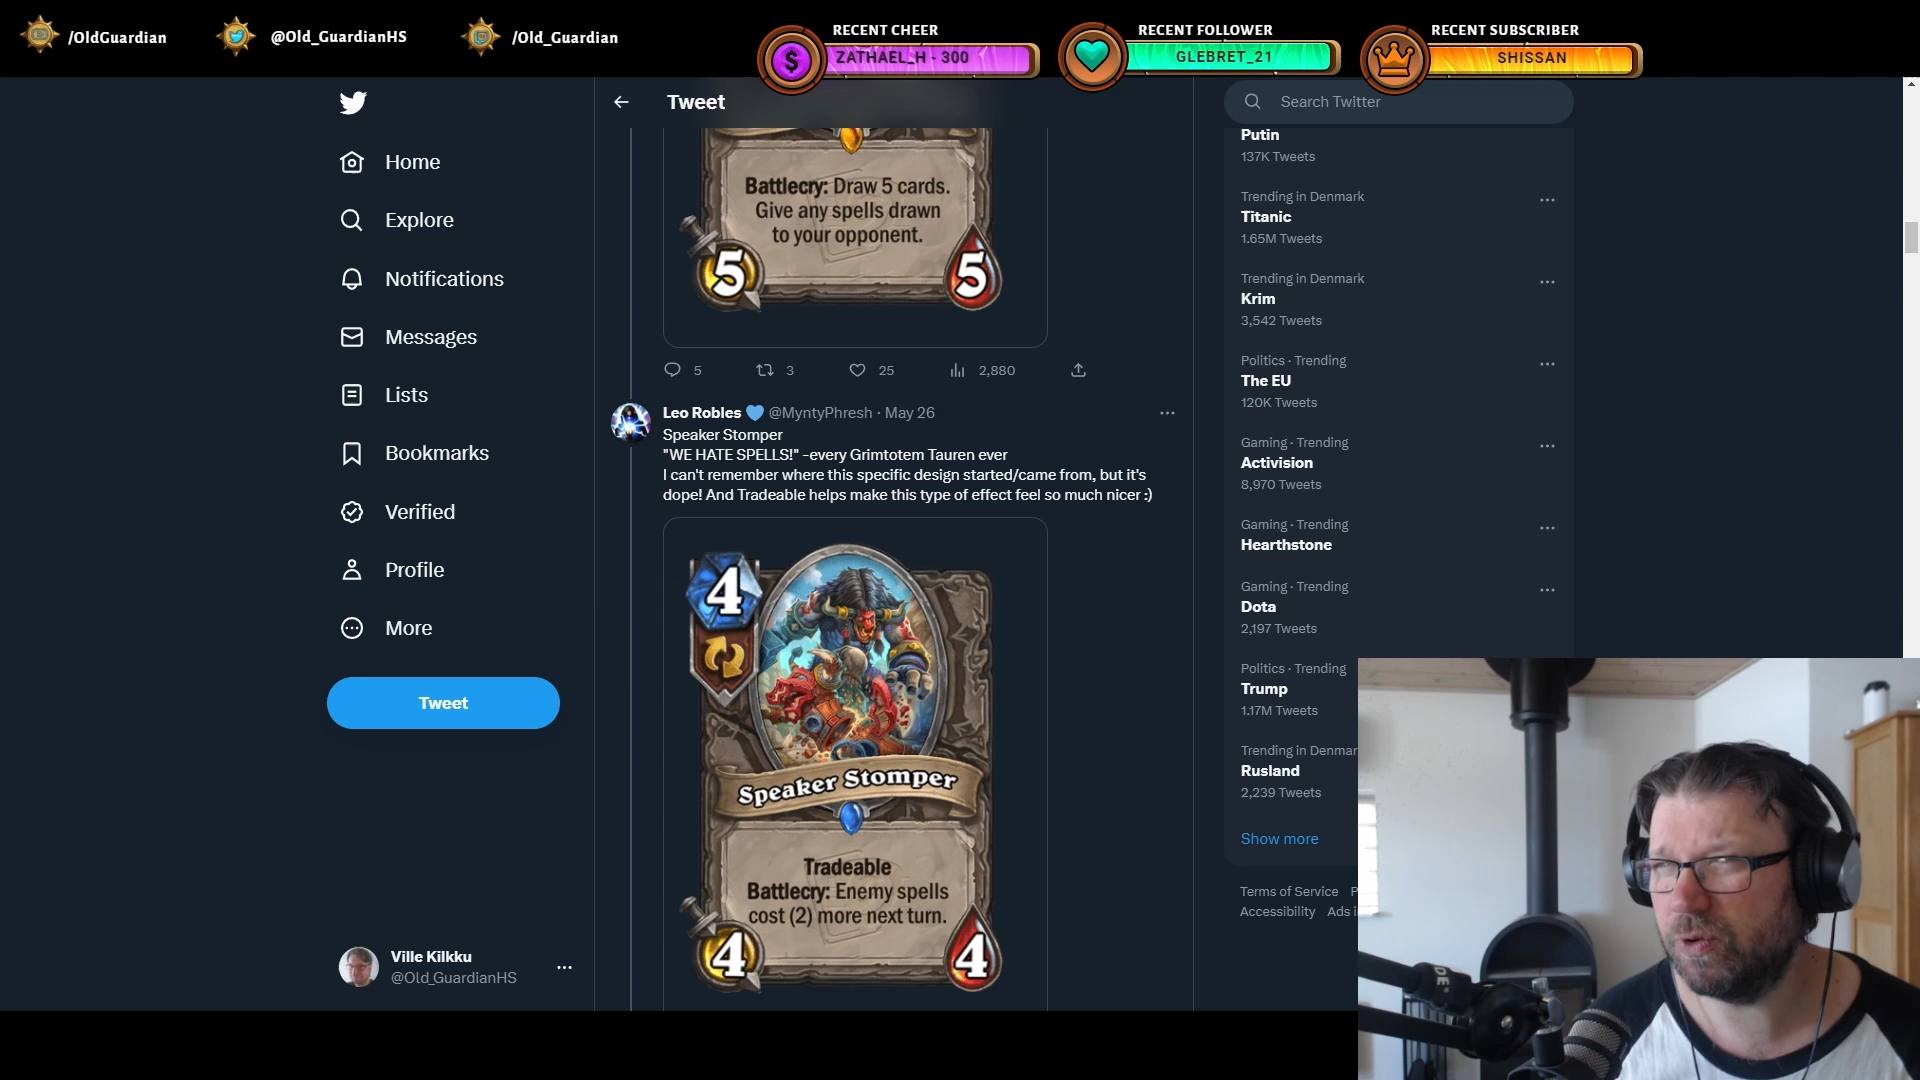 /OldGuardian
@Old_GuardianHS
/Old_Guardian
RECENT CHEER
ZATHAEL_H - 300
RECENT FOLLOWER
GLEBRET_21
RECENT SUBSCRIBER
SHISSAN
Home
Explore
Notifications
Messages
Lists
Bookmarks
Verified
Profile
More
Tweet
Ville Kilkku
@Old_GuardianHS
Tweet
Battlecry: Draw 5 cards.
Give any spells drawn
to your opponent.
5
5
5
3
25
2,880
Leo Robles @MyntyPhresh · May 26
Speaker Stomper
"WE HATE SPELLS!" -every Grimtotem Tauren ever
I can't remember where this specific design started/came from, but it's
dope! And Tradeable helps make this type of effect feel so much nicer :)
4
Speaker Stomper
Tradeable
Battlecry: Enemy spells
cost (2) more next turn.
4
4
Search Twitter
Putin
137K Tweets
Trending in Denmark
Titanic
1.65M Tweets
Trending in Denmark
Krim
3,542 Tweets
Politics · Trending
The EU
120K Tweets
Gaming · Trending
Activision
8,970 Tweets
Gaming · Trending
Hearthstone
Gaming · Trending
Dota
2,197 Tweets
Politics · Trending
Trump
1.17M Tweets
Trending in Denmar
Rusland
2,239 Tweets
Show more
Terms of Service P
Accessibility Ads i